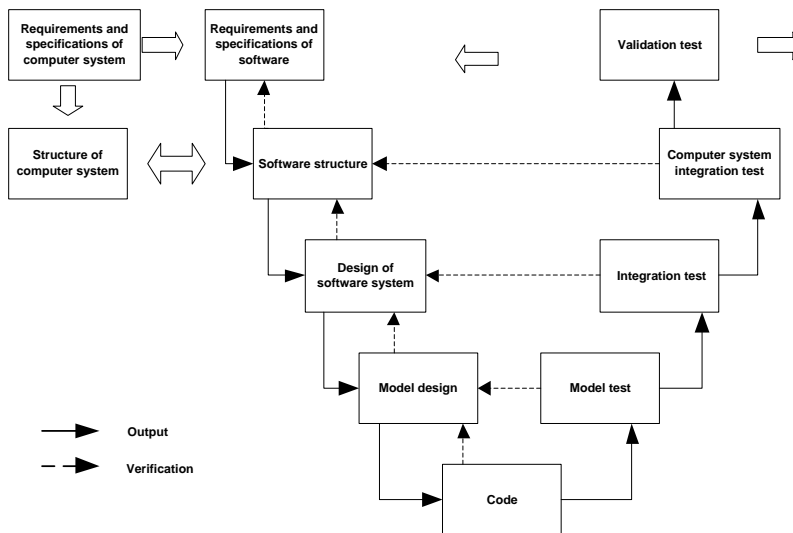 Requirements and
specifications of
computer system
Requirements and
specifications of
software
Validation test
Structure of
computer system
Software structure
Computer system
integration test
Design of
software system
Integration test
Model design
Model test
Output
Verification
Code